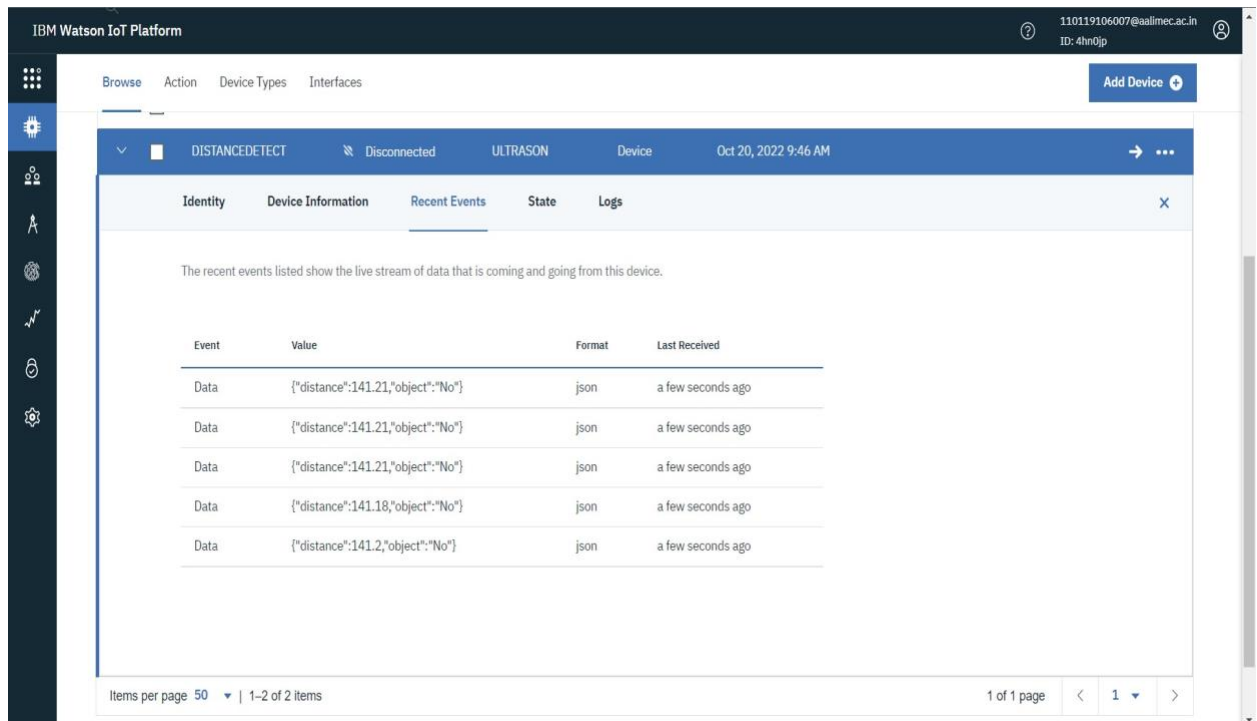 IBM Watson IoT Platform
110119106007@aalimec.ac.in
ID: 4hn0jp
Browse Action Device Types Interfaces
Add Device
DISTANCEDETECT Disconnected ULTRASON Device Oct 20, 2022 9:46 AM
Identity Device Information Recent Events State Logs
The recent events listed show the live stream of data that is coming and going from this device.
Event Value Format Last Received
Data {"distance":141.21,"object":"No"} json a few seconds ago
Data {"distance":141.21,"object":"No"} json a few seconds ago
Data {"distance":141.21,"object":"No"} json a few seconds ago
Data {"distance":141.18,"object":"No"} json a few seconds ago
Data {"distance":141.2,"object":"No"} json a few seconds ago
Items per page 50 | 1–2 of 2 items 1 of 1 page < 1 >